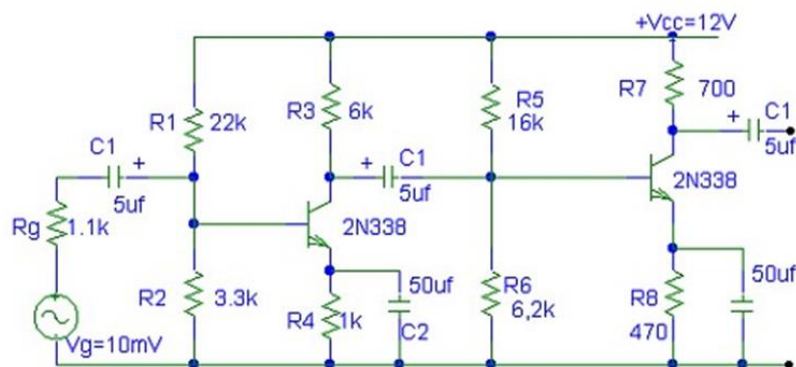 +Vcc=12V
R1
22k
R3
6k
R5
16k
R7
700
C1
+
5uf
C1
+
5uf
+
C1
5uf
Rg
1.1k
2N338
2N338
R2
3.3k
50uf
R4
1k
C2
R6
6,2k
R8
470
50uf
Vg=10mV